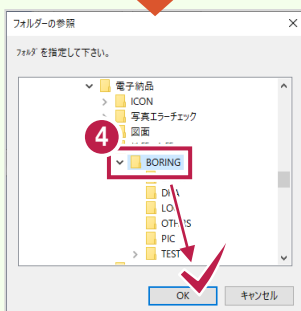 フォルダーの参照
フォルダ を指定して下さい。
電子納品
ICON
写真エラーチェック
図面
4
BORING
PIC
TEST
OK
キャンセル